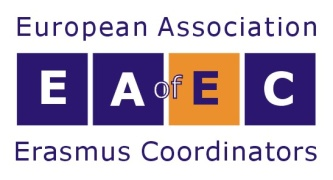 European Association
E A of E C
Erasmus Coordinators